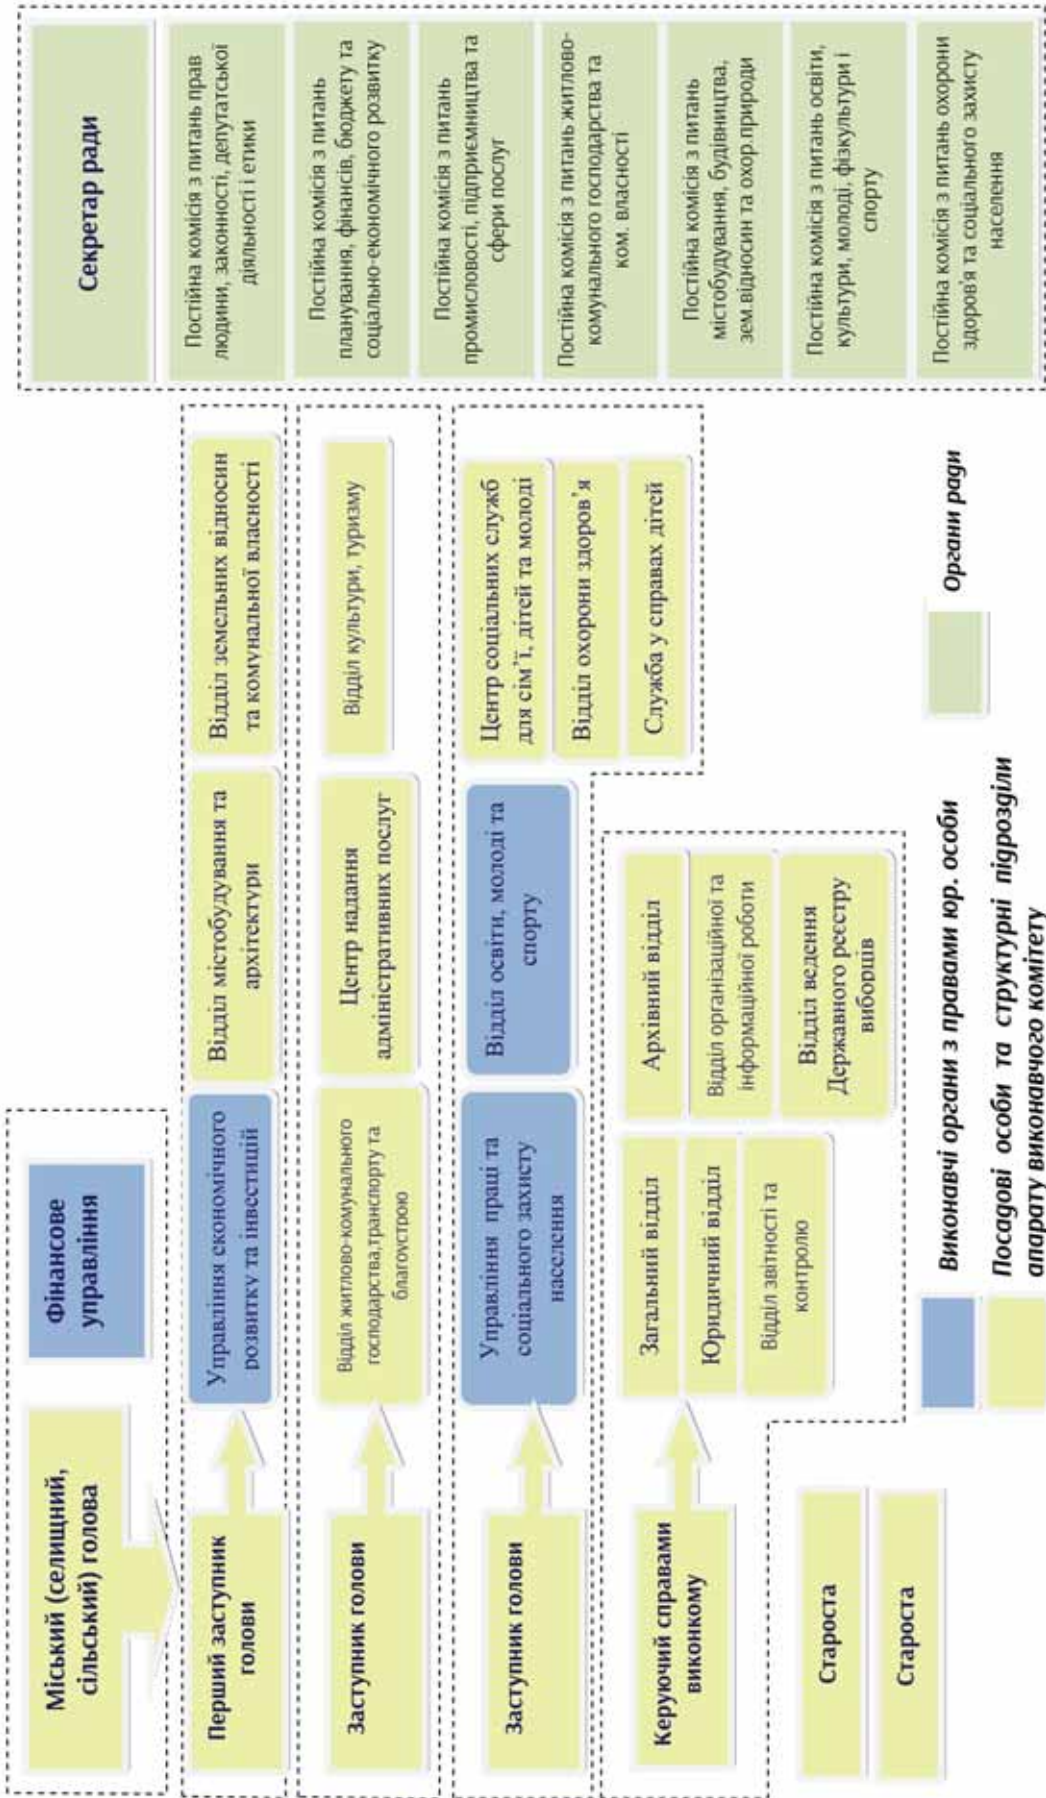 Міський (селищний,
сільський) голова
Фінансове
управління
Секретар ради
Перший заступник
голови
Управління економічного
розвитку та інвестицій
Відділ містобудування та
архітектури
Відділ земельних відносин
та комунальної власності
Заступник голови
Відділ житлово-комунального
господарства,транспорту та
благоустрою
Центр надання
адміністративних послуг
Відділ культури, туризму
Заступник голови
Управління праці та
соціального захисту
населення
Відділ освіти, молоді та
спорту
Центр соціальних служб
для сім’ї, дітей та молоді
Відділ охорони здоров’я
Служба у справах дітей
Керуючий справами
виконкому
Загальний відділ
Юридичний відділ
Відділ звітності та
контролю
Архівний відділ
Відділ організаційної та
інформаційної роботи
Відділ ведення
Державного реєстру
виборців
Староста
Староста
Постійна комісія з питань прав
людини, законності, депутатської
діяльності і етики
Постійна комісія з питань
планування, фінансів, бюджету та
соціально-економічного розвитку
Постійна комісія з питань
промисловості, підприємництва та
сфери послуг
Постійна комісія з питань житлово-
комунального господарства та
ком. власності
Постійна комісія з питань
містобудування, будівництва,
зем.відносин та охор.природи
Постійна комісія з питань освіти,
культури, молоді, фізкультури і
спорту
Постійна комісія з питань охорони
здоров'я та соціального захисту
населення
Виконавчі органи з правами юр. особи
Органи ради
Посадові особи та структурні підрозділи
апарату виконавчого комітету